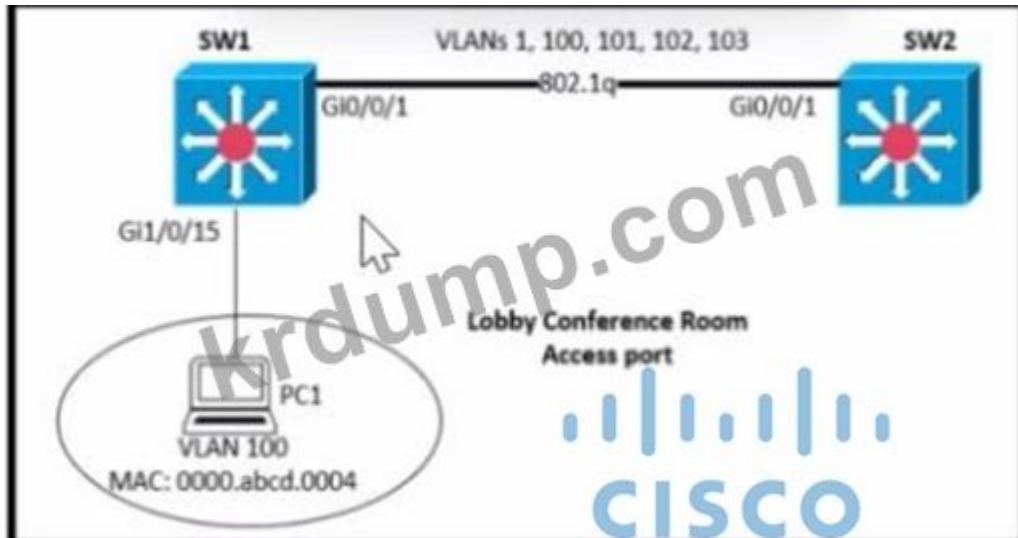 SW1
VLANs 1, 100, 101, 102, 103
SW2
802.1q
Gi0/0/1
Gi0/0/1
Gi1/0/15
krdump.com
Lobby Conference Room
Access port
PC1
VLAN 100
MAC: 0000.abcd.0004
CISCO